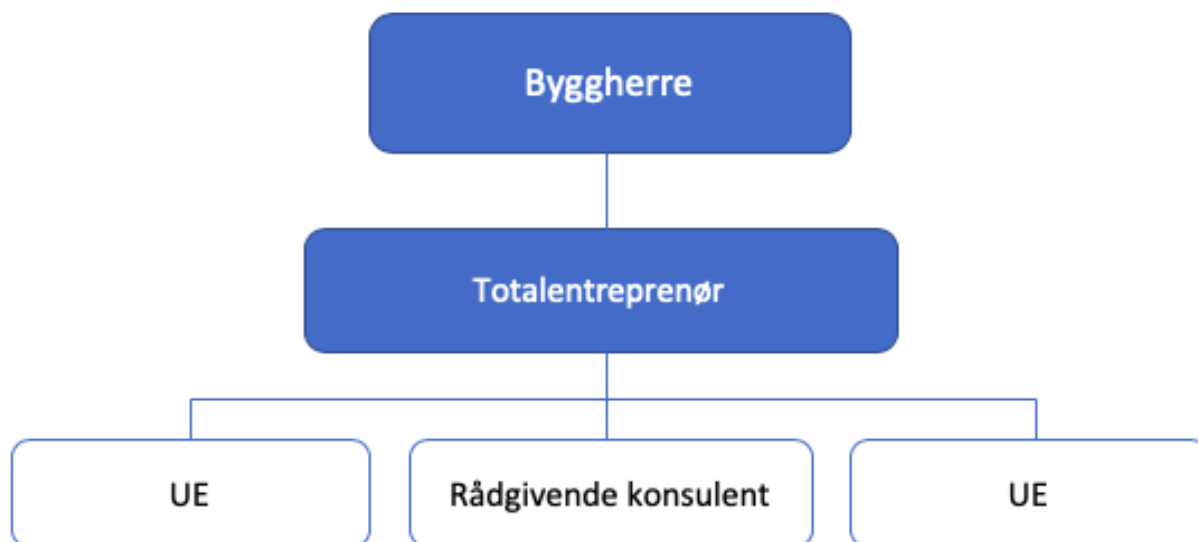 Byggherre
Totalentreprenør
UE
Rådgivende konsulent
UE